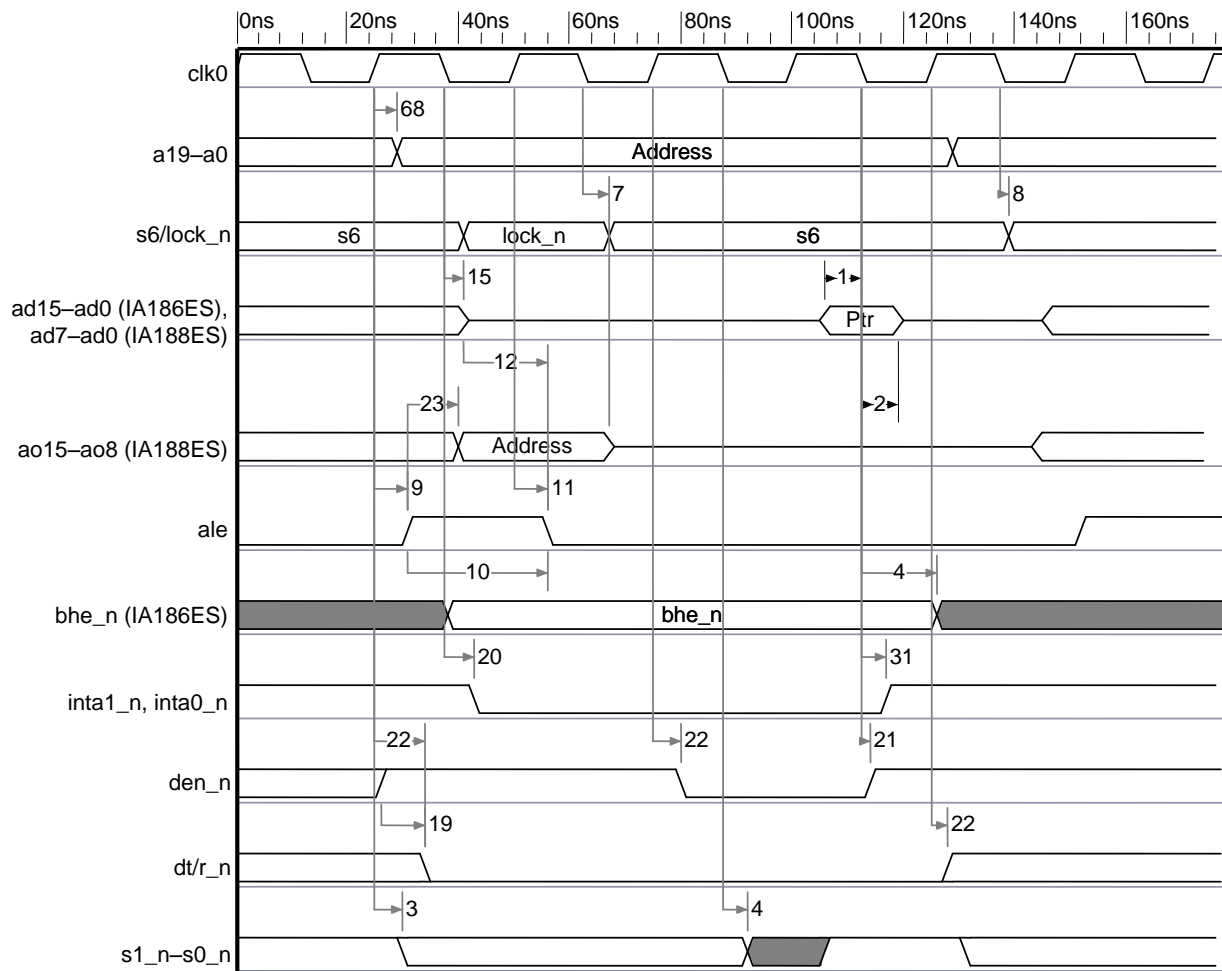 0ns 20ns 40ns 60ns 80ns 100ns 120ns 140ns 160ns
clk0
68
a19–a0 Address
7 8
s6/lock_n s6 lock_n s6
15 1
ad15–ad0 (IA186ES),
ad7–ad0 (IA188ES) Ptr
12
23 2
ao15–ao8 (IA188ES) Address
9 11
ale
10 4
bhe_n (IA186ES) bhe_n
20 31
inta1_n, inta0_n
22 22 21
den_n
19 22
dt/r_n
3 4
s1_n–s0_n